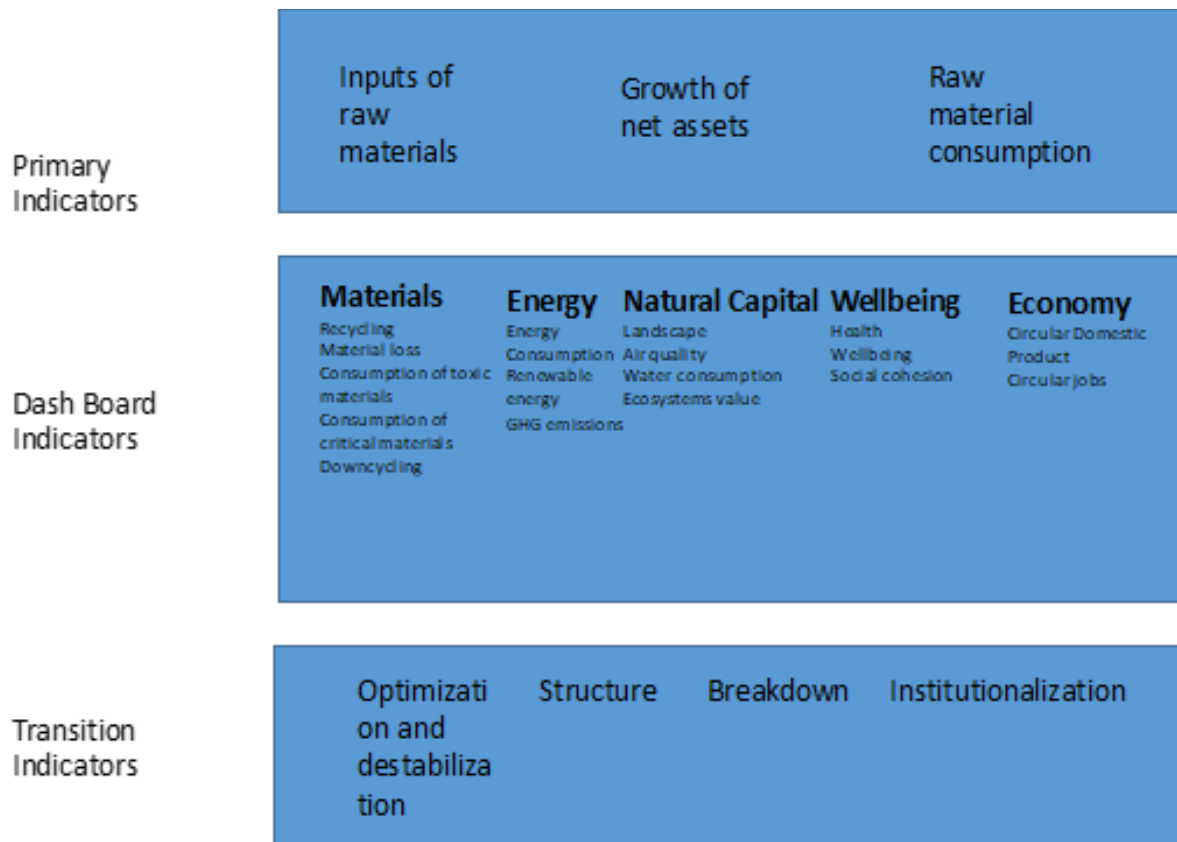 Primary
Indicators
Inputs of
raw
materials
Growth of
net assets
Raw
material
consumption
Dash Board
Indicators
Materials
Recycling
Material loss
Consumption of toxic
materials
Consumption of
critical materials
Downcycling
Energy
Energy
Consumption
Renewable
energy
GHG emissions
Natural Capital
Landscape
Air quality
Water consumption
Ecosystems value
Wellbeing
Health
Wellbeing
Social cohesion
Economy
Circular Domestic
Product
Circular jobs
Transition
Indicators
Optimizati
on and
destabiliza
tion
Structure
Breakdown
Institutionalization